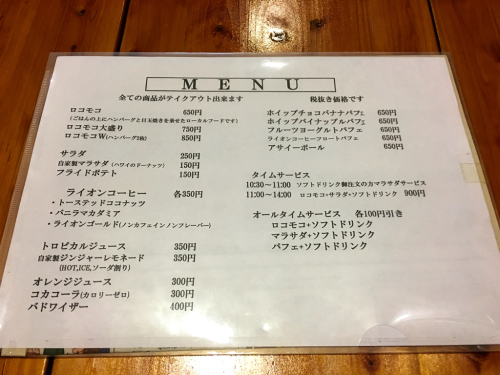 MENU
全ての商品がテイクアウト出来ます
税抜き価格です
ロコモコ 650円
(ごはんの上にハンバーグと目玉焼きを乗せたローカルフードです)
ロコモコ大盛り 750円
ロコモコW(ハンバーグ2枚) 850円
サラダ 250円
自家製マラサダ(ハワイのドーナッツ) 150円
フライドポテト 150円
ライオンコーヒー 各350円
・トーステッドココナッツ
・バニラマカダミア
・ライオンゴールド(ノンカフェインノンフレーバー)
トロピカルジュース 350円
自家製ジンジャーレモネード 350円
(HOT,ICE,ソーダ割り)
オレンジジュース 300円
コカコーラ(カロリーゼロ) 300円
バドワイザー 400円
ホイップチョコバナナパフェ 650円
ホイップパイナップルパフェ 650円
フルーツヨーグルトパフェ 650円
ライオンコーヒーフロートパフェ 650円
アサイーボール 650円
タイムサービス
10:30～11:00 ソフトドリンク御注文の方マラサダサービス
11:00～14:00 ロコモコ+サラダ+ソフトドリンク 900円
オールタイムサービス 各100円引き
ロコモコ+ソフトドリンク
マラサダ+ソフトドリンク
パフェ+ソフトドリンク